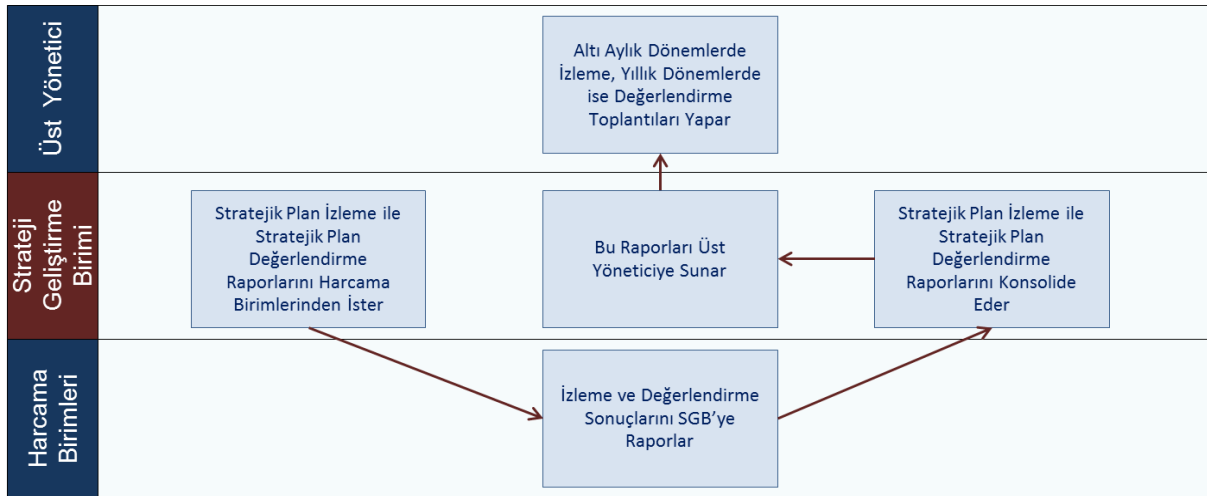 Üst Yönetici
Altı Aylık Dönemlerde
İzleme, Yıllık Dönemlerde
ise Değerlendirme
Toplantıları Yapar
Strateji
Geliştirme
Birimi
Stratejik Plan İzleme ile
Stratejik Plan
Değerlendirme
Raporlarını Harcama
Birimlerinden İster
Bu Raporları Üst
Yöneticiye Sunar
Stratejik Plan İzleme ile
Stratejik Plan
Değerlendirme
Raporlarını Konsolide
Eder
Harcama
Birimleri
İzleme ve Değerlendirme
Sonuçlarını SGB’ye
Raporlar